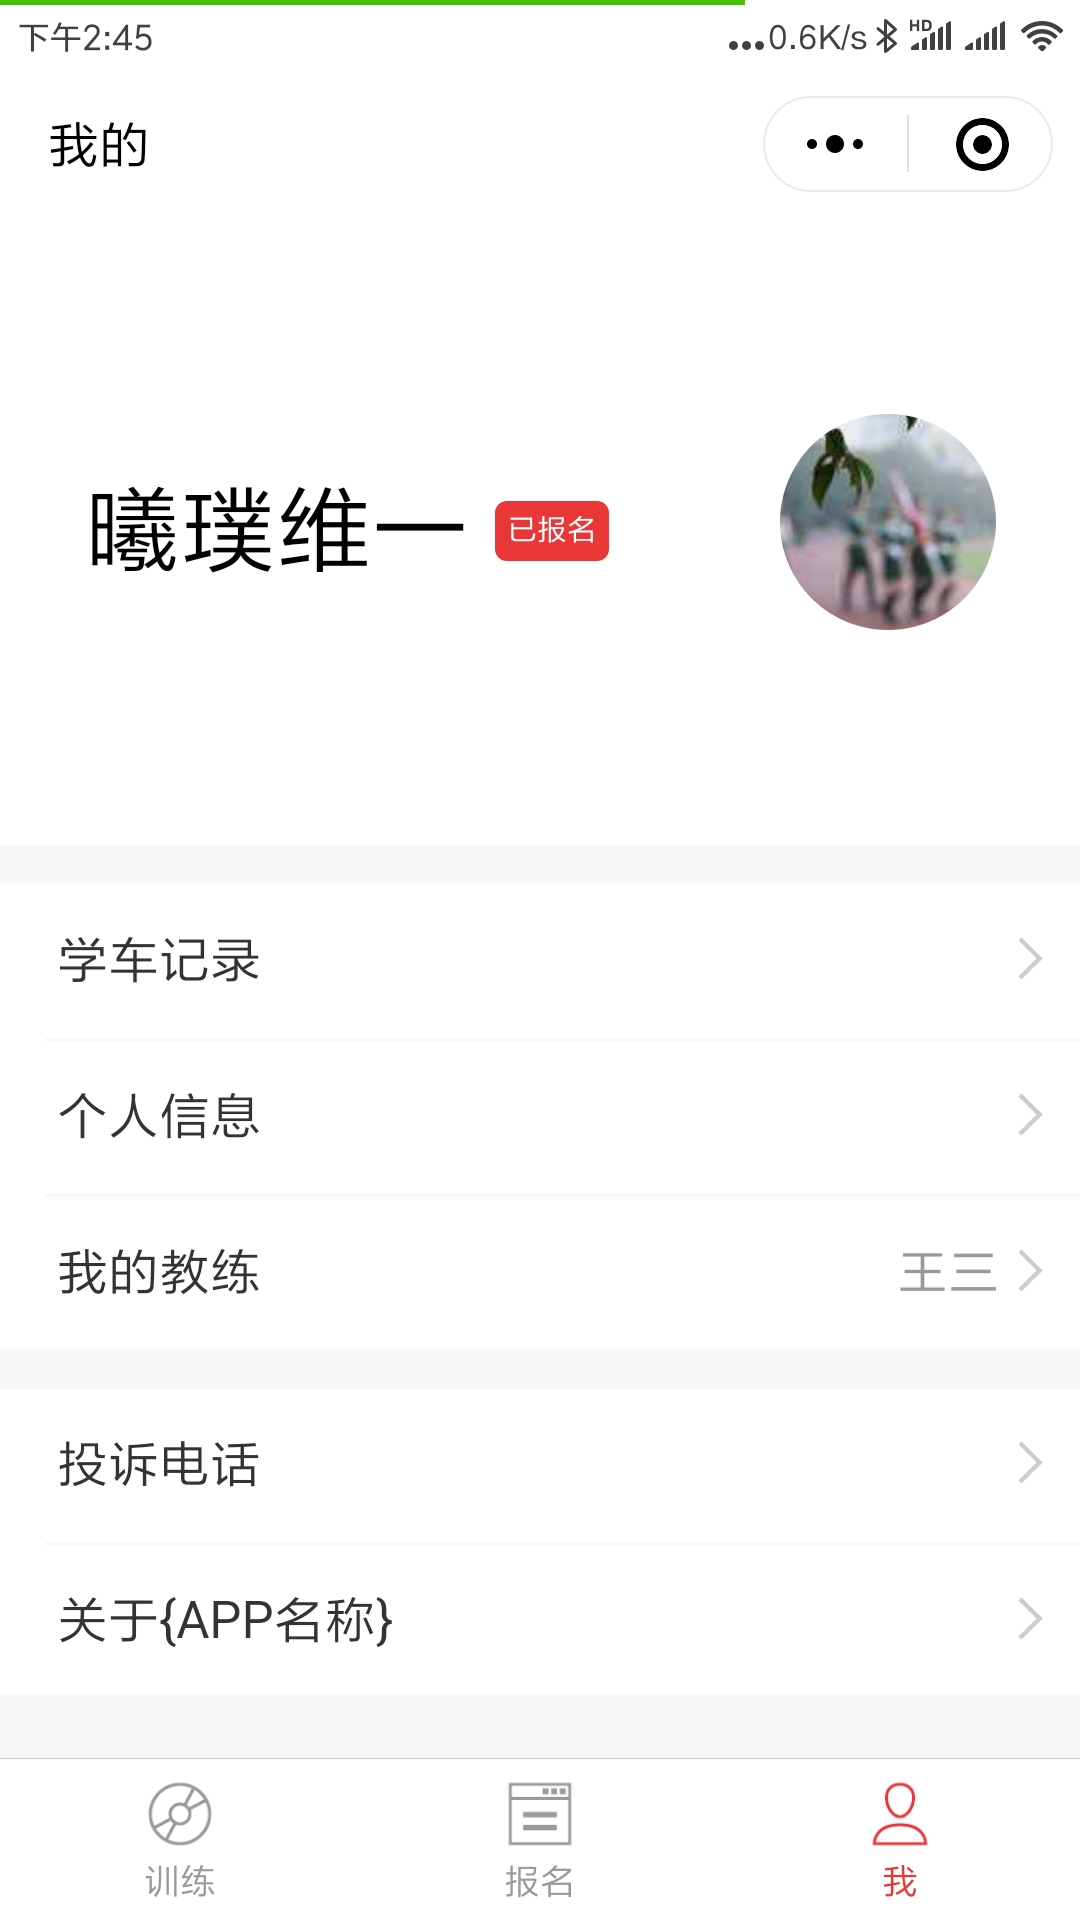 下午2:45
...0.6K/s HD
我的
曦璞维一 已报名
学车记录
个人信息
我的教练 王三
投诉电话
关于{APP名称}
训练 报名 我